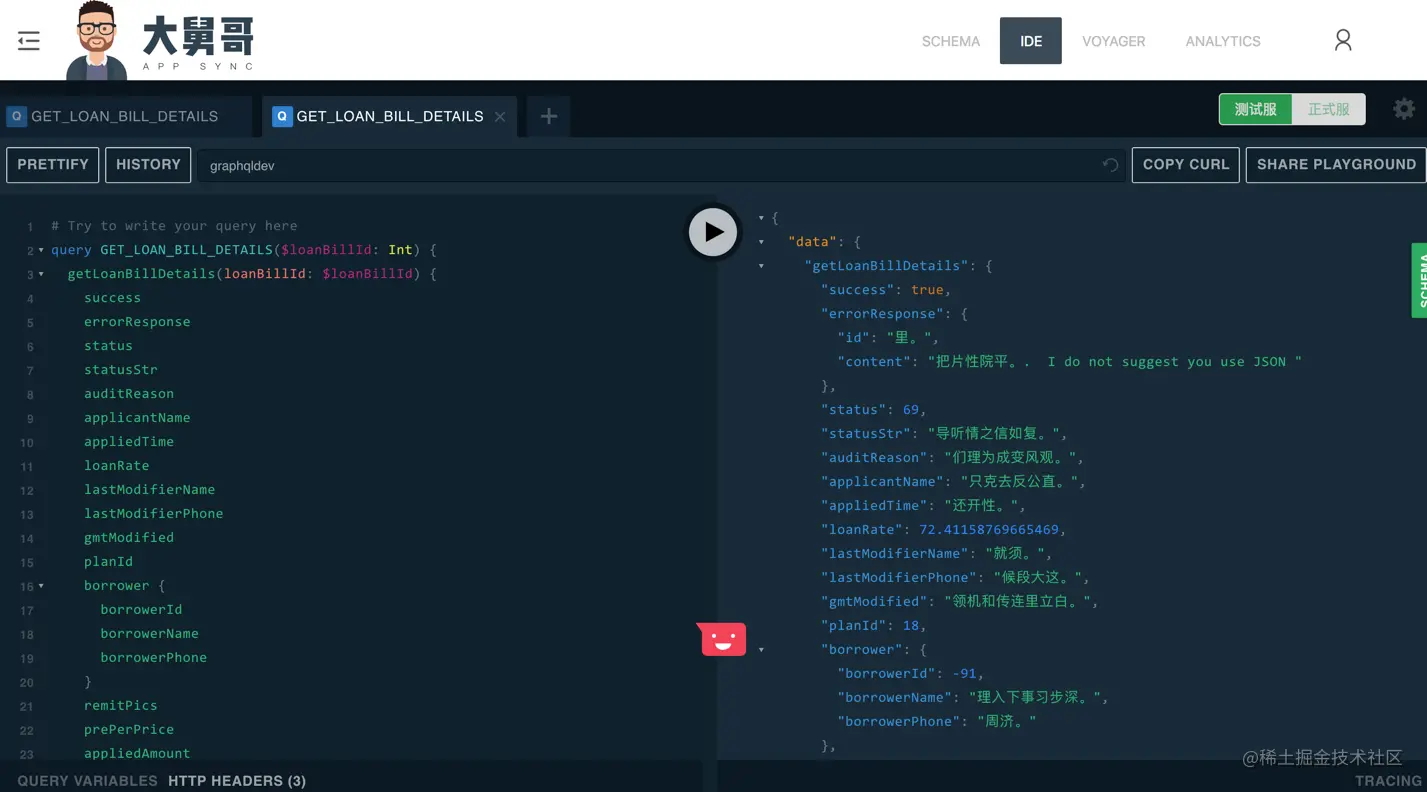 大舅哥
APP SYNC
SCHEMA
IDE
VOYAGER
ANALYTICS
Q GET_LOAN_BILL_DETAILS
Q GET_LOAN_BILL_DETAILS
测试服 正式服
PRETTIFY
HISTORY
graphqldev
COPY CURL
SHARE PLAYGROUND
1 # Try to write your query here
2 query GET_LOAN_BILL_DETAILS($loanBillId: Int) {
3 getLoanBillDetails(loanBillId: $loanBillId) {
4 success
5 errorResponse
6 status
7 statusStr
8 auditReason
9 applicantName
10 appliedTime
11 loanRate
12 lastModifierName
13 lastModifierPhone
14 gmtModified
15 planId
16 borrower {
17 borrowerId
18 borrowerName
19 borrowerPhone
20 }
21 remitPics
22 prePerPrice
23 appliedAmount
QUERY VARIABLES HTTP HEADERS (3)
{
"data": {
"getLoanBillDetails": {
"success": true,
"errorResponse": {
"id": "里。",
"content": "把片性院平。. I do not suggest you use JSON "
},
"status": 69,
"statusStr": "导听情之信如复。",
"auditReason": "们理为成变风观。",
"applicantName": "只克去反公直。",
"appliedTime": "还开性。",
"loanRate": 72.41158769665469,
"lastModifierName": "就须。",
"lastModifierPhone": "候段大这。",
"gmtModified": "领机和传连里立白。",
"planId": 18,
"borrower": {
"borrowerId": -91,
"borrowerName": "理入下事习步深。",
"borrowerPhone": "周济。"
},
SCHEMA
@稀土掘金技术社区
TRACING